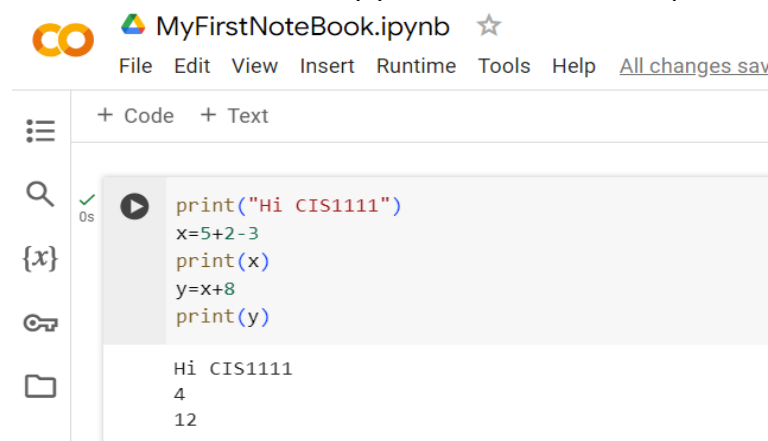 MyFirstNoteBook.ipynb
File Edit View Insert Runtime Tools Help All changes sav
+ Code + Text
0s
{x}
print("Hi CIS1111")
x=5+2-3
print(x)
y=x+8
print(y)
Hi CIS1111
4
12